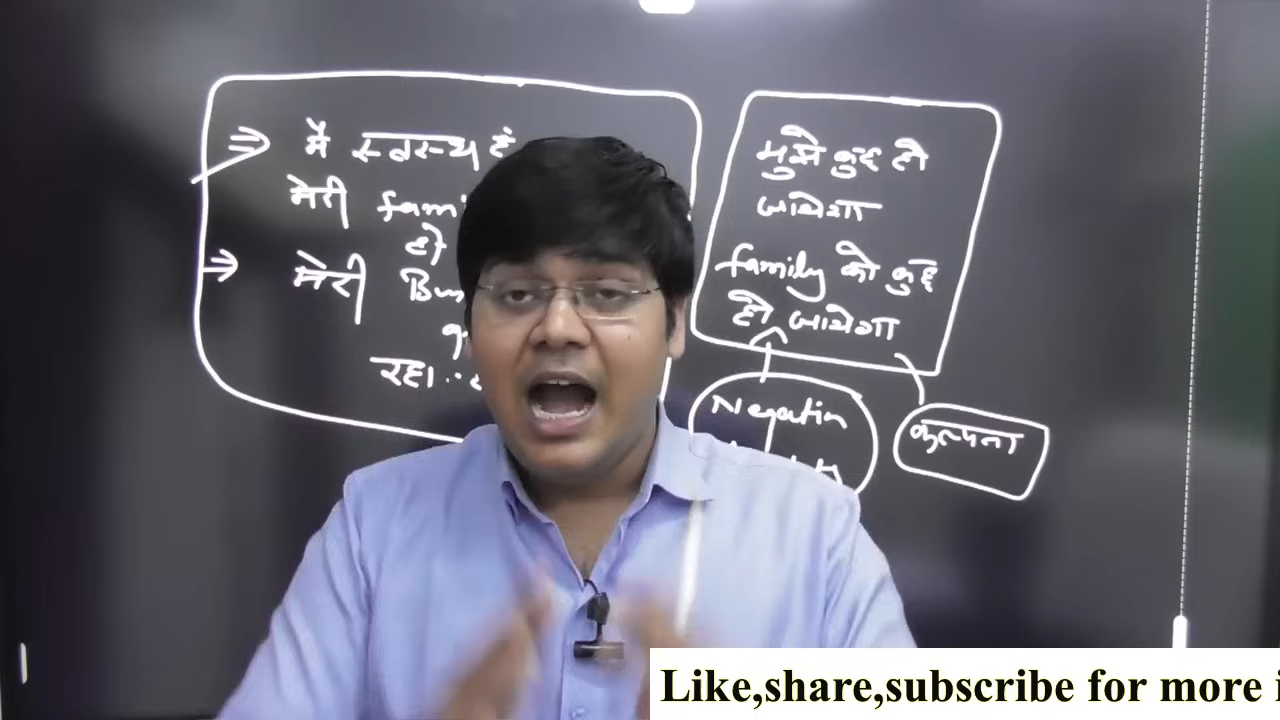 मैं स्वस्थ हूं
मेरी fami
हो
मेरी Bu
रहा
मुझे कुछ हो
जायेगा
family को कुछ
हो जायेगा
Negative
कल्पना
Like,share,subscribe for more i